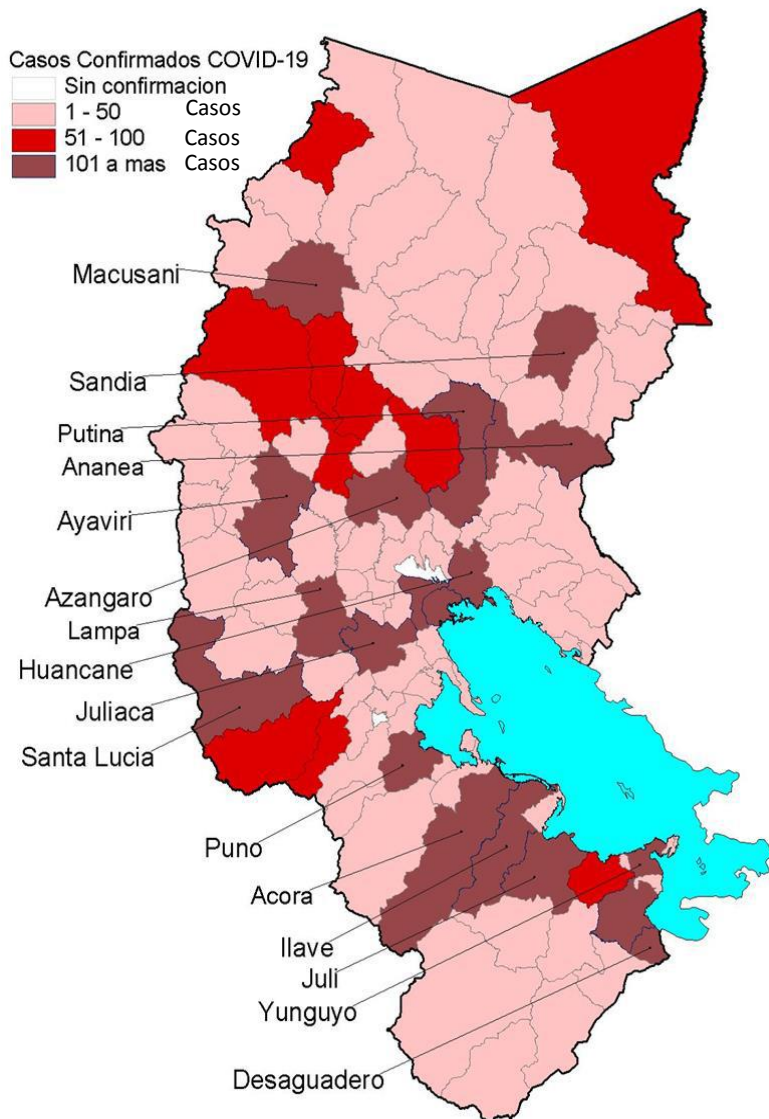 Casos Confirmados COVID-19
Sin confirmacion
1 - 50 Casos
51 - 100 Casos
101 a mas Casos
Macusani
Sandia
Putina
Ananea
Ayaviri
Azangaro
Lampa
Huancane
Juliaca
Santa Lucia
Puno
Acora
Ilave
Juli
Yunguyo
Desaguadero